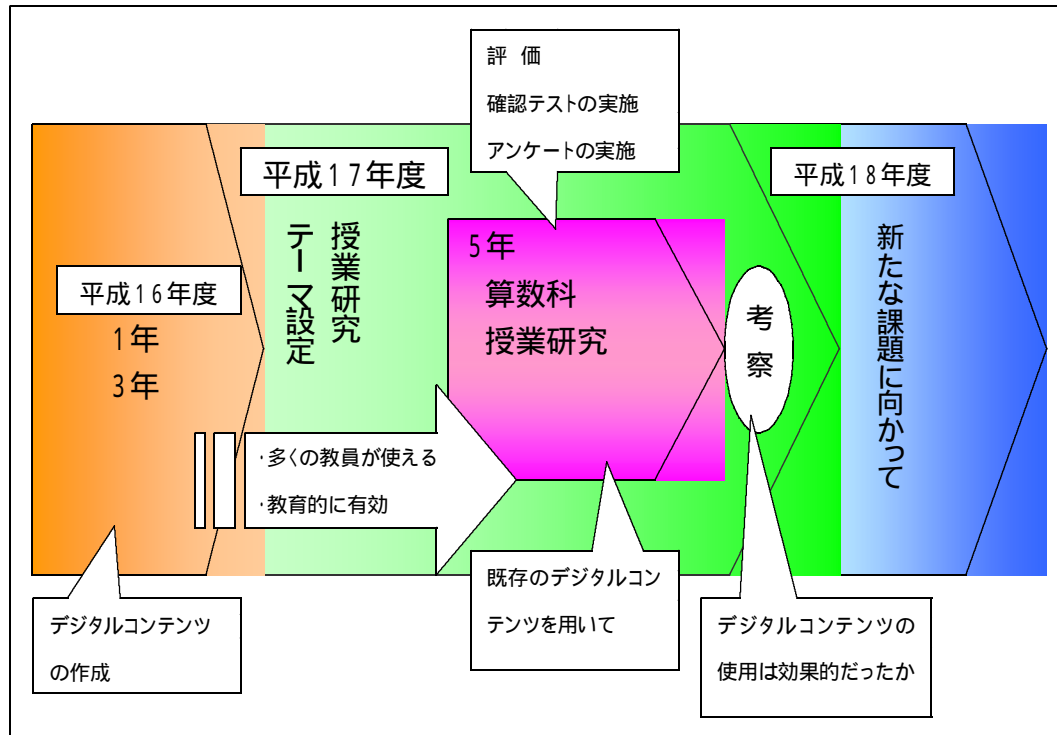 評 価
確認テストの実施
アンケートの実施
平成16年度
1年
3年
平成17年度
授業研究
テーマ設定
5年
算数科
授業研究
考
察
平成18年度
新たな課題に向かって
・多くの教員が使える
・教育的に有効
デジタルコンテンツ
の作成
既存のデジタルコン
テンツを用いて
デジタルコンテンツの
使用は効果的だったか